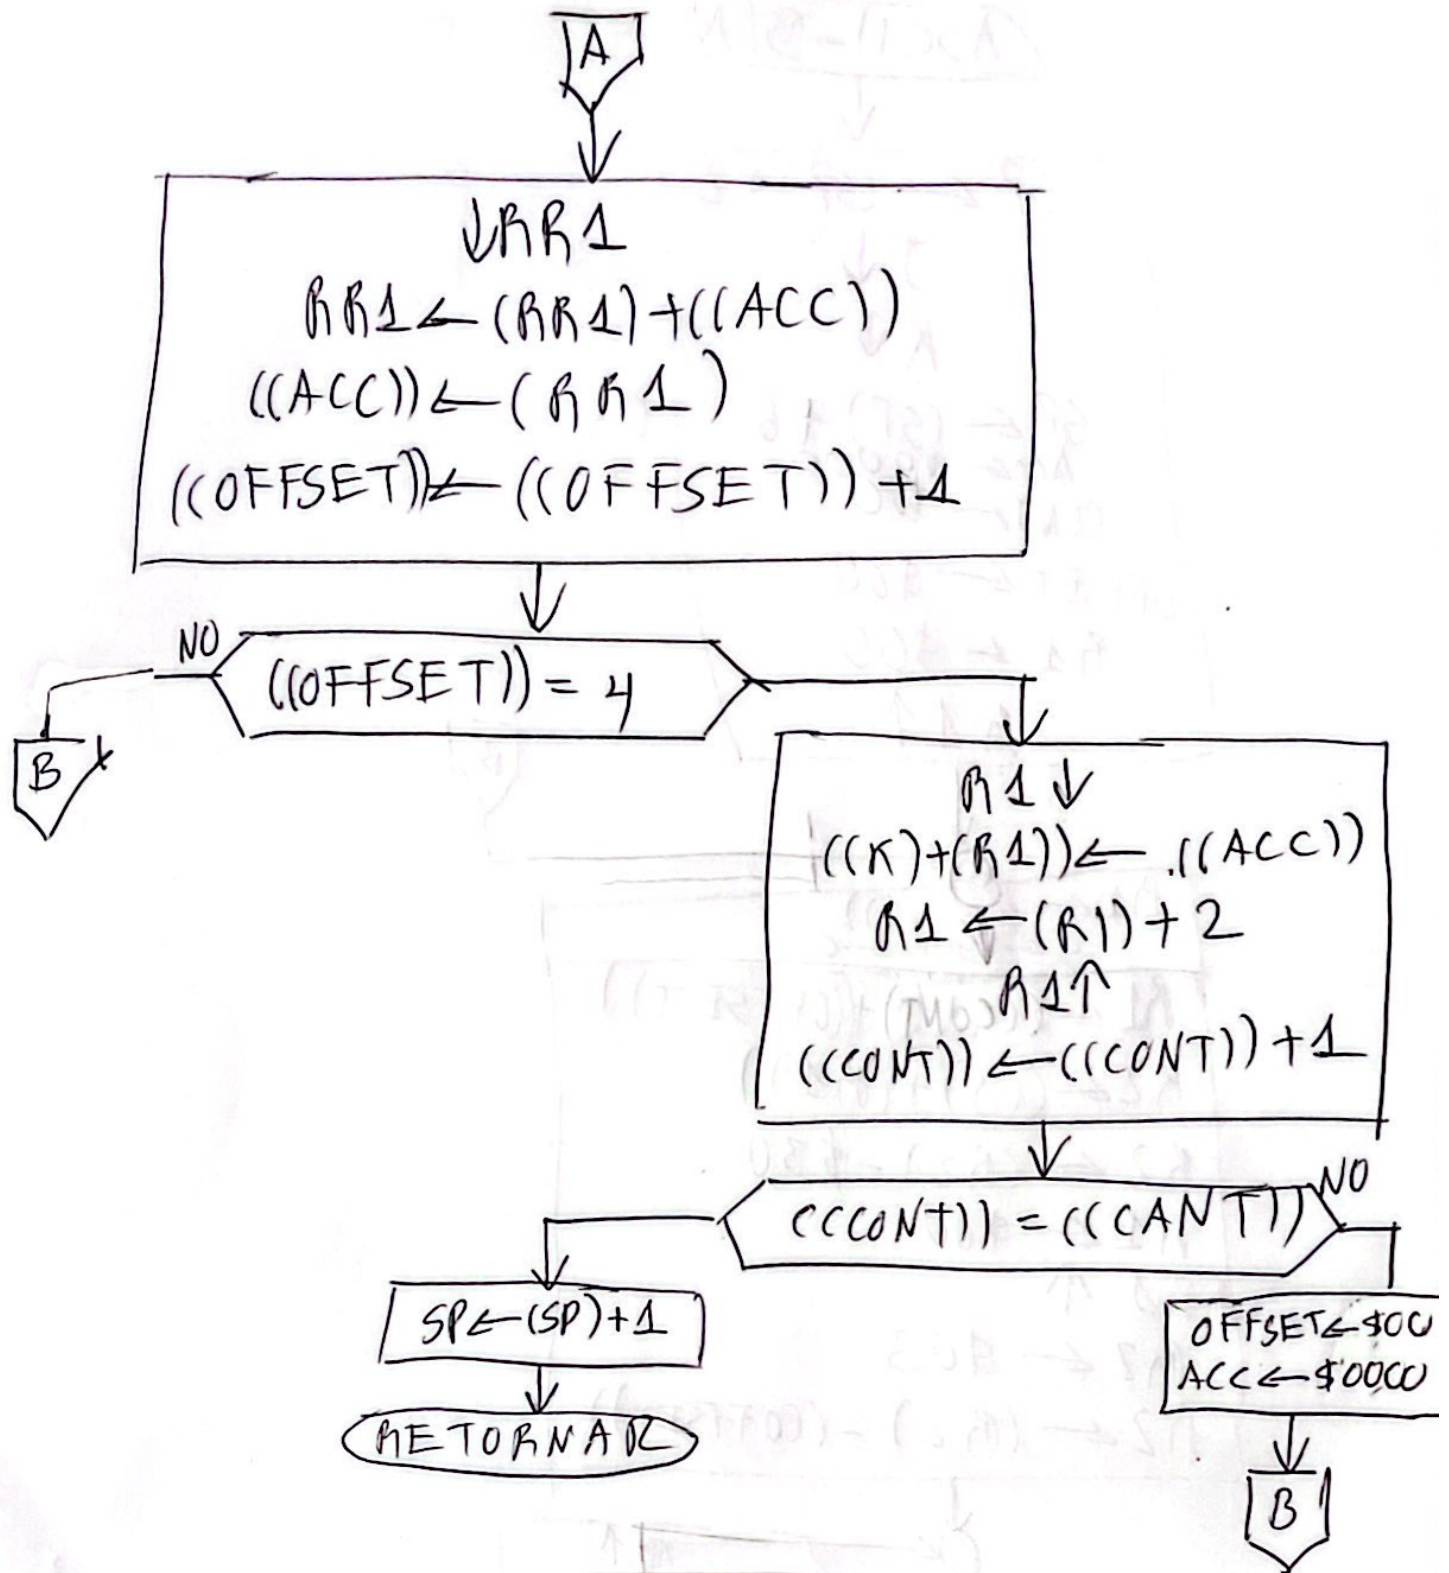 A
↓RR1
RR1←(RR1)+((ACC))
((ACC))←(RR1)
((OFFSET))←((OFFSET))+1
NO
((OFFSET))=4
B
R1↓
((K)+(R1))←.((ACC))
R1←(R1)+2
R1↑
((CONT))←((CONT))+1
NO
((CONT))=((CANT))
SP←(SP)+1
OFFSET←$00
ACC←$0000
RETORNAR
B